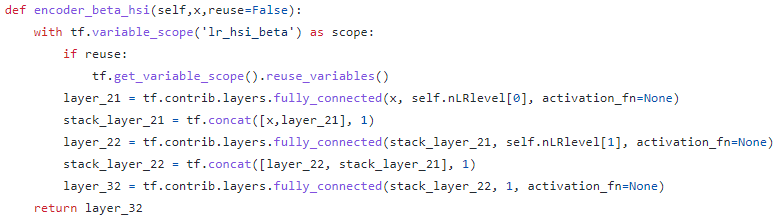 def encoder_beta_hsi(self,x,reuse=False):
    with tf.variable_scope('lr_hsi_beta') as scope:
        if reuse:
            tf.get_variable_scope().reuse_variables()
        layer_21 = tf.contrib.layers.fully_connected(x, self.nLRlevel[0], activation_fn=None)
        stack_layer_21 = tf.concat([x,layer_21], 1)
        layer_22 = tf.contrib.layers.fully_connected(stack_layer_21, self.nLRlevel[1], activation_fn=None)
        stack_layer_22 = tf.concat([layer_22, stack_layer_21], 1)
        layer_32 = tf.contrib.layers.fully_connected(stack_layer_22, 1, activation_fn=None)
    return layer_32